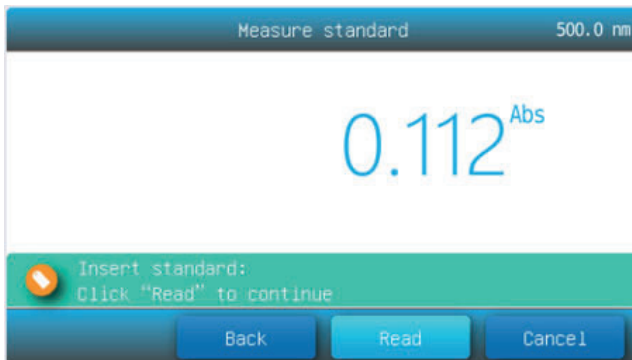 Measure standard 500.0 nm
0.112 Abs
Insert standard:
Click “Read” to continue
Back Read Cancel